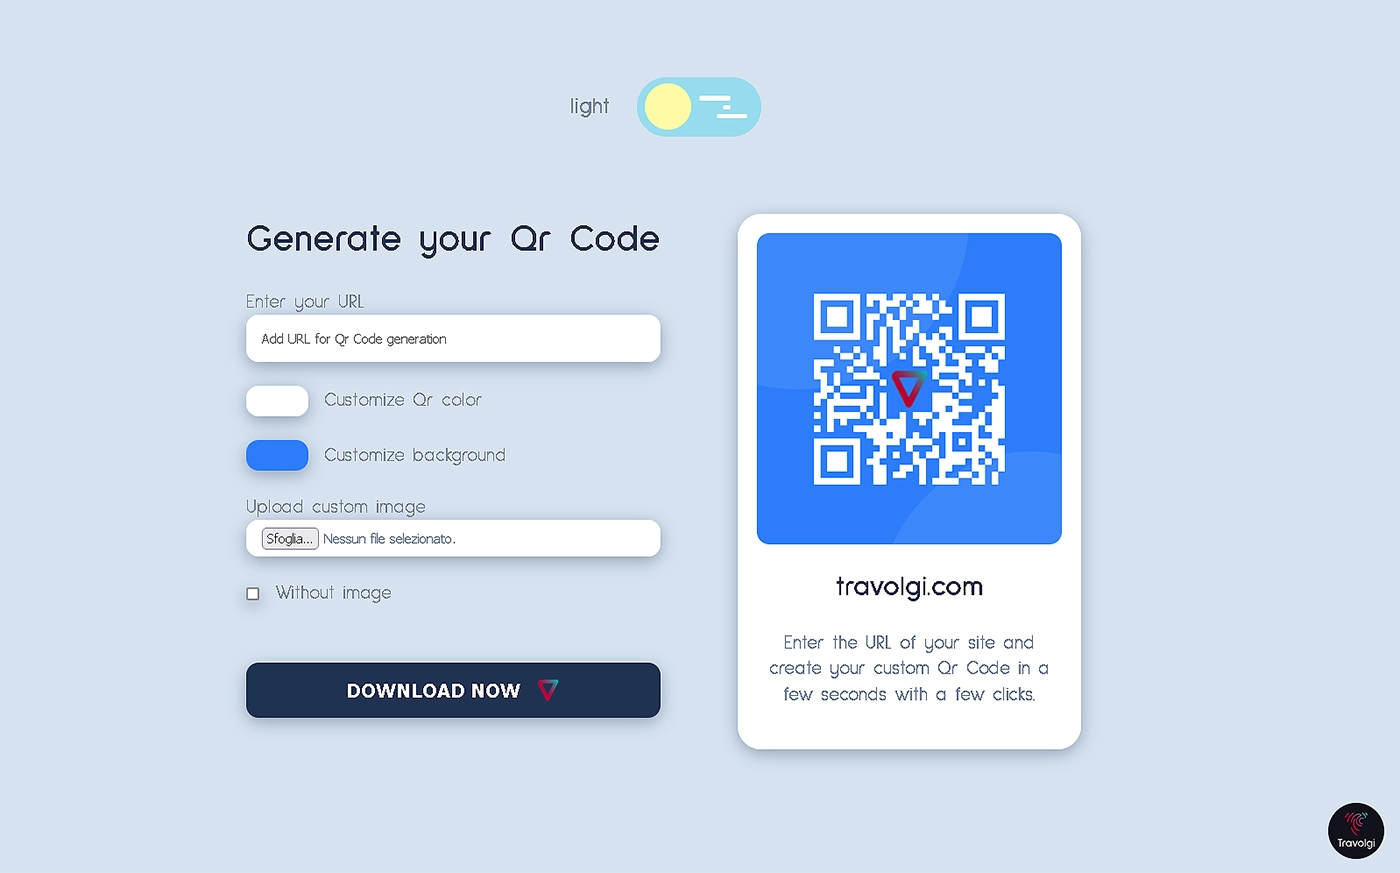 light
Generate your Qr Code
Enter your URL
Add URL for Qr Code generation
Customize Qr color
Customize background
Upload custom image
Sfoglia... Nessun file selezionato.
Without image
DOWNLOAD NOW
travolgi.com
Enter the URL of your site and
create your custom Qr Code in a
few seconds with a few clicks.
Travolgi